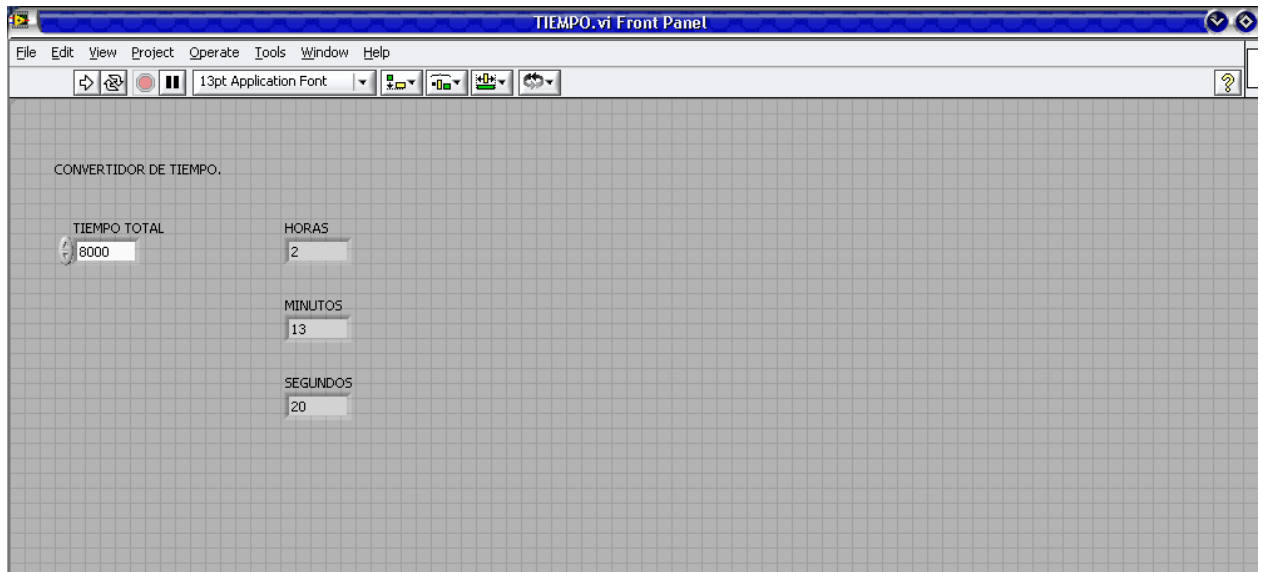 TIEMPO.vi Front Panel
File Edit View Project Operate Tools Window Help
13pt Application Font
CONVERTIDOR DE TIEMPO.
TIEMPO TOTAL
8000
HORAS
2
MINUTOS
13
SEGUNDOS
20